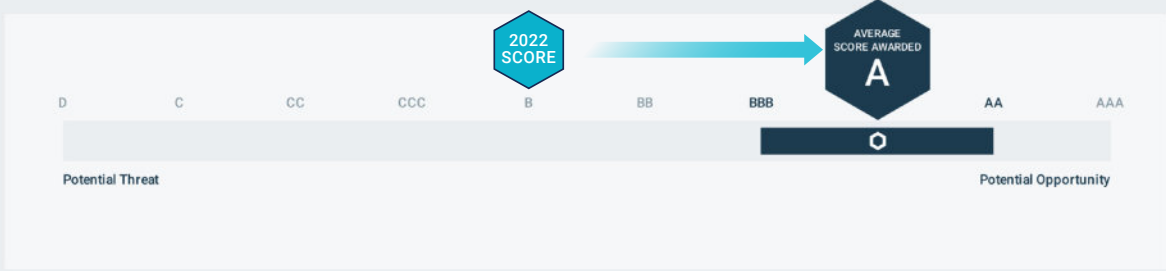 2022
SCORE
AVERAGE
SCORE AWARDED
A
D C CC CCC B BB BBB AA AAA
Potential Threat Potential Opportunity